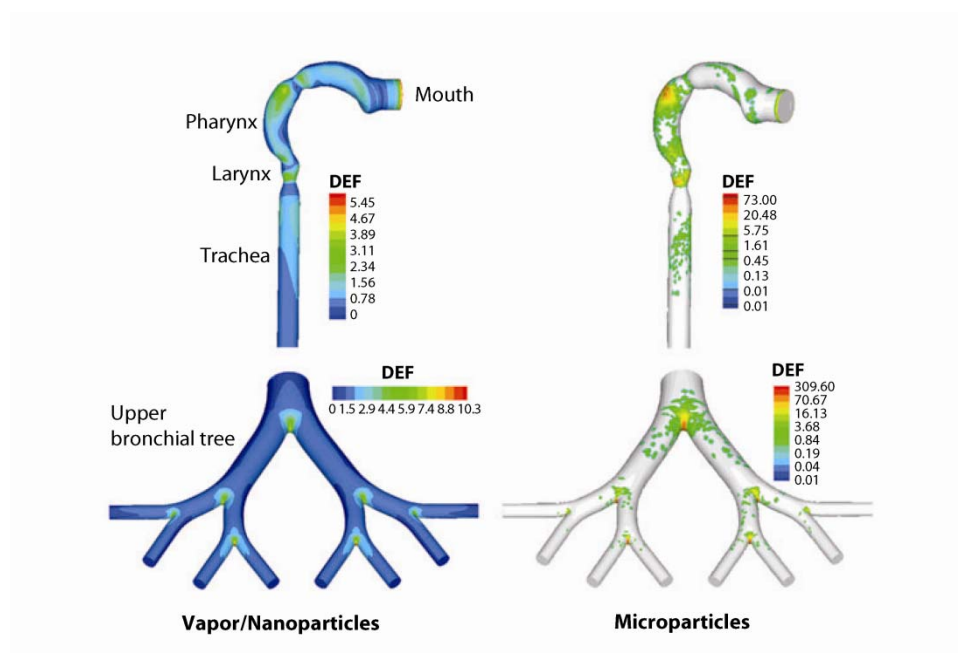 Mouth
Pharynx
Larynx
DEF
5.45
4.67
3.89
3.11
2.34
1.56
0.78
0
Trachea
DEF
73.00
20.48
5.75
1.61
0.45
0.13
0.01
0.01
DEF
0 1.5 2.9 4.4 5.9 7.4 8.8 10.3
Upper
bronchial tree
DEF
309.60
70.67
16.13
3.68
0.84
0.19
0.04
0.01
Vapor/Nanoparticles
Microparticles